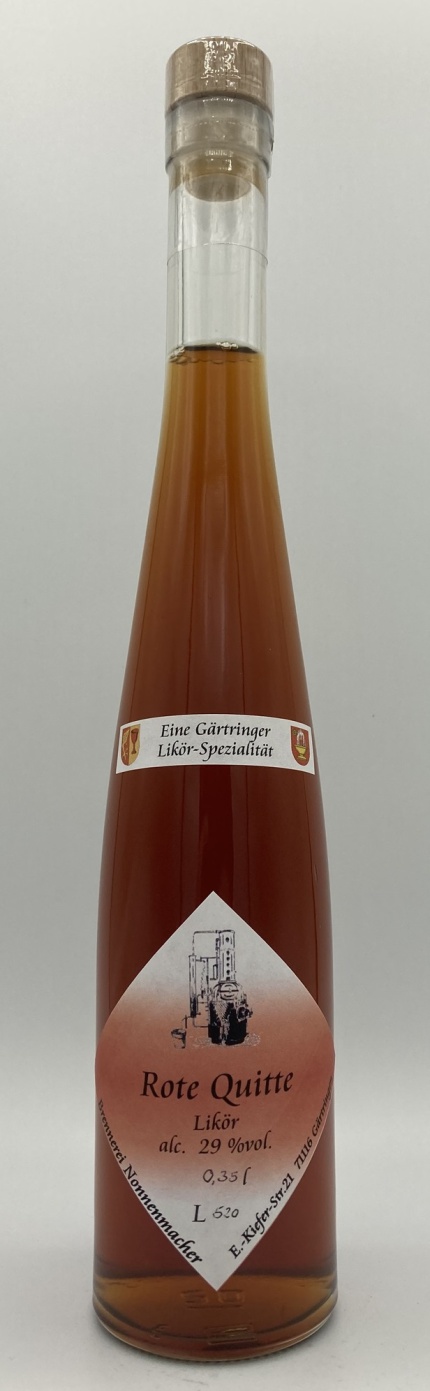 Eine Gärtringer
Likör-Spezialität
Rote Quitte
Likör
alc. 29 %vol.
0,35 l
L 520
Brennerei Nonnenmacher
E.-Kiefer-Str.21 71116 Gärtringen